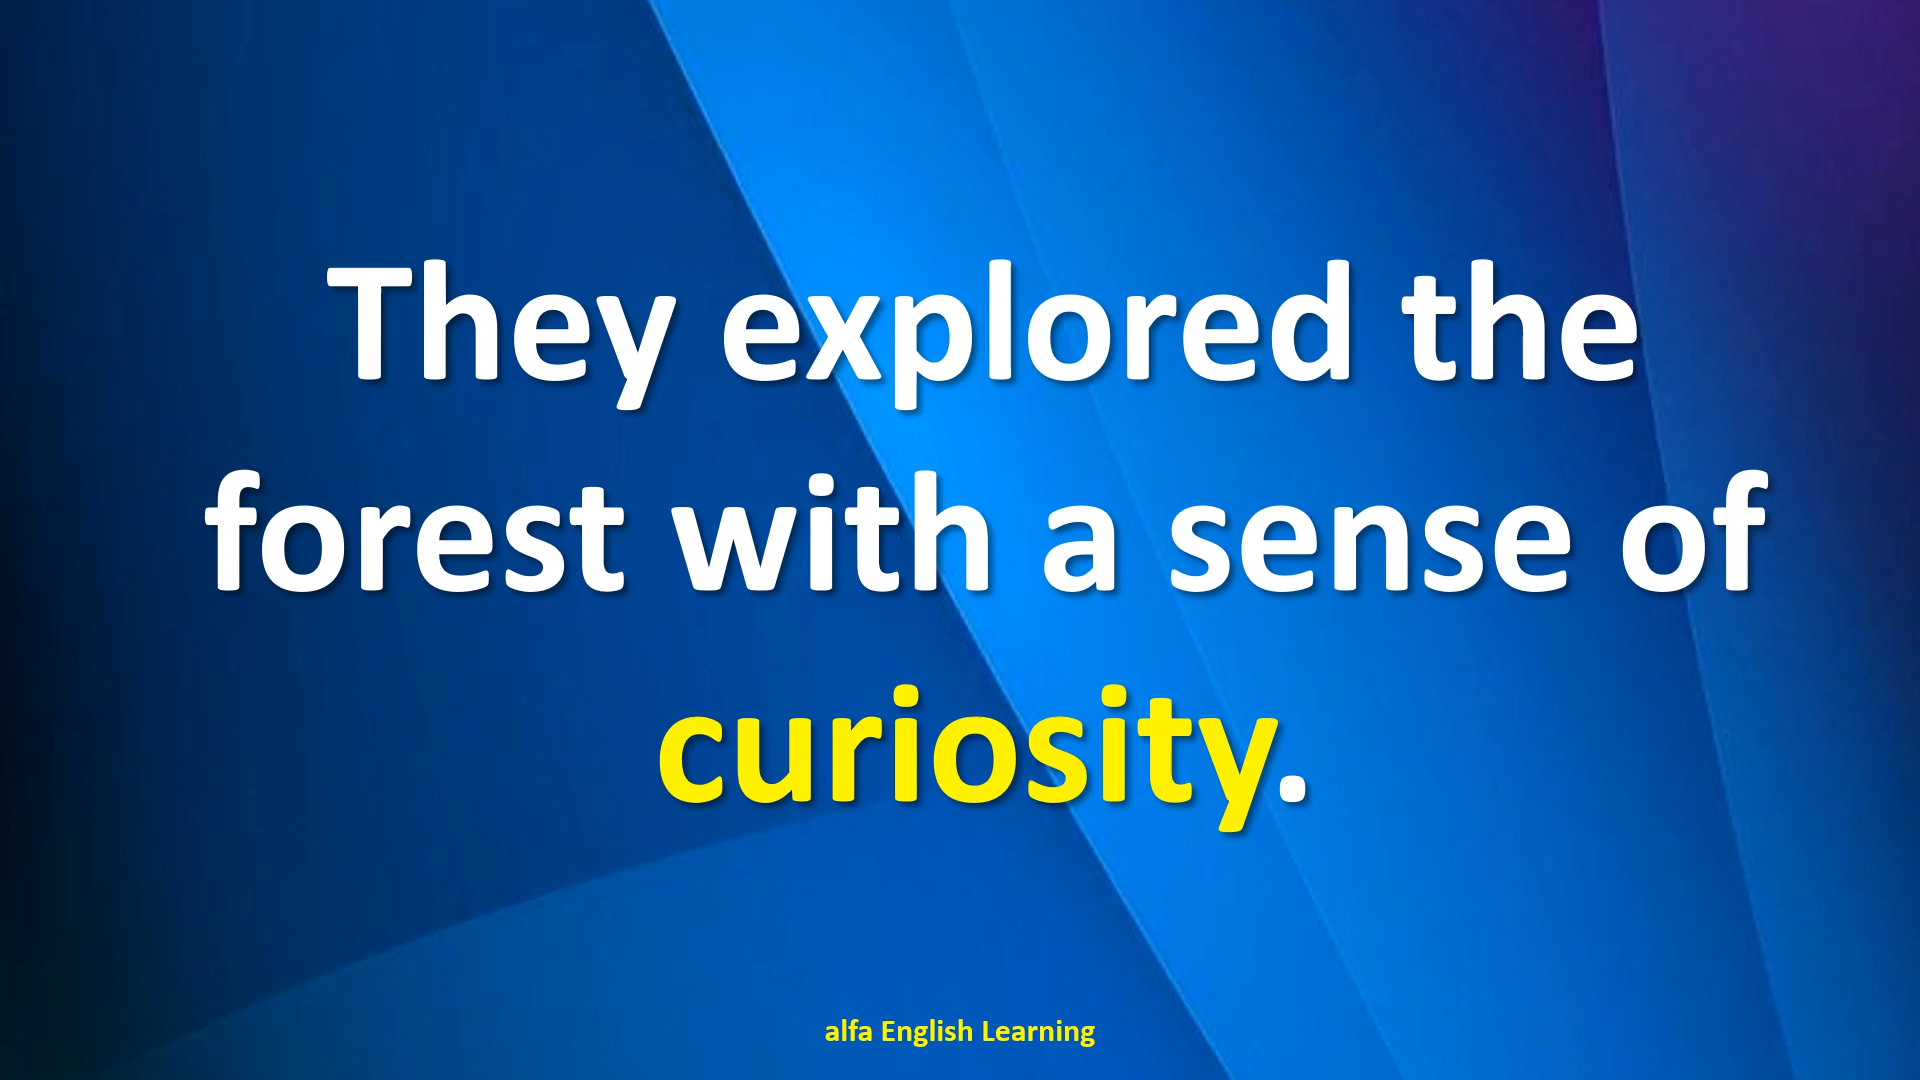 They explored the
forest with a sense of
curiosity.
alfa English Learning